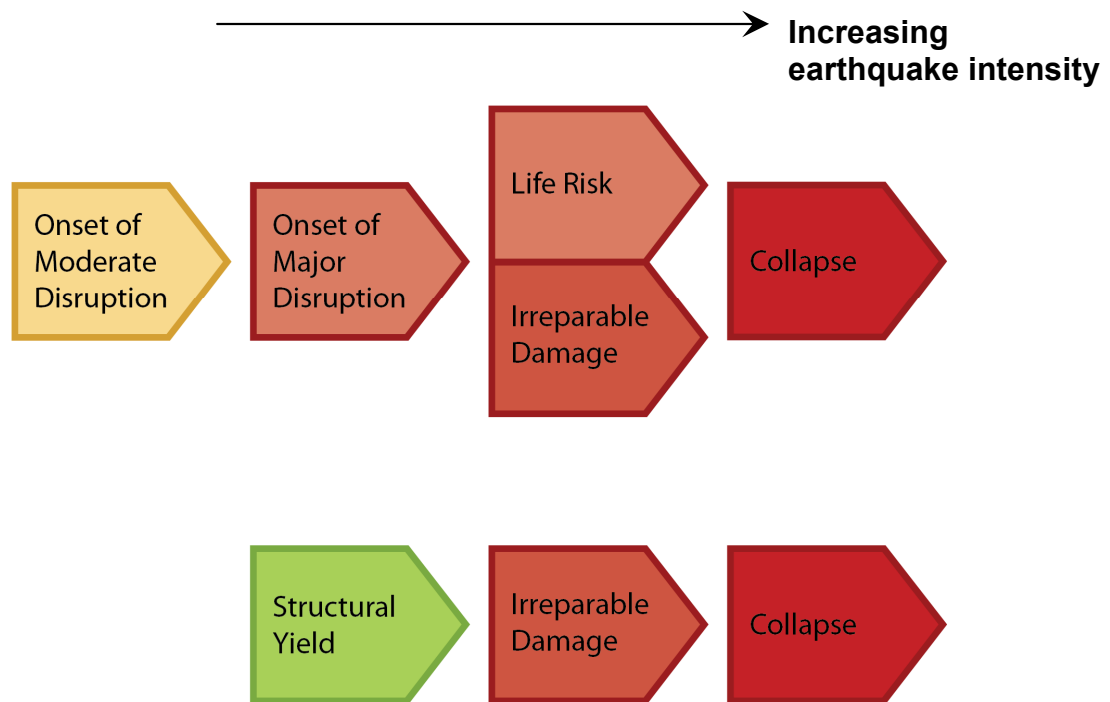 Increasing
earthquake intensity
Onset of
Moderate
Disruption
Onset of
Major
Disruption
Life Risk
Irreparable
Damage
Collapse
Structural
Yield
Irreparable
Damage
Collapse